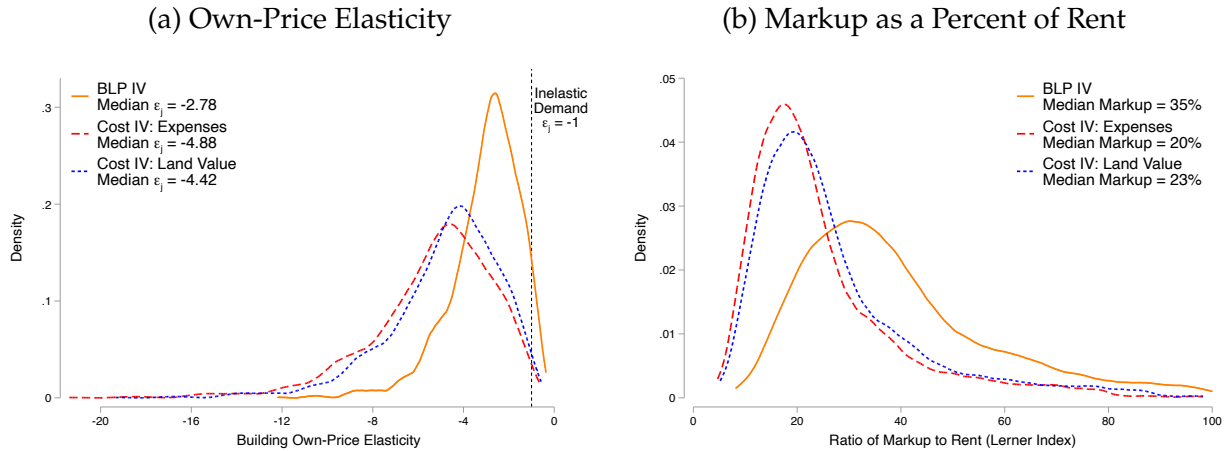 (a) Own-Price Elasticity
BLP IV
Median εj = -2.78
Cost IV: Expenses
Median εj = -4.88
Cost IV: Land Value
Median εj = -4.42
Inelastic
Demand
εj = -1
Density
.3
.2
.1
0
-20
-16
-12
-8
-4
0
Building Own-Price Elasticity
(b) Markup as a Percent of Rent
BLP IV
Median Markup = 35%
Cost IV: Expenses
Median Markup = 20%
Cost IV: Land Value
Median Markup = 23%
Density
.05
.04
.03
.02
.01
0
0
20
40
60
80
100
Ratio of Markup to Rent (Lerner Index)